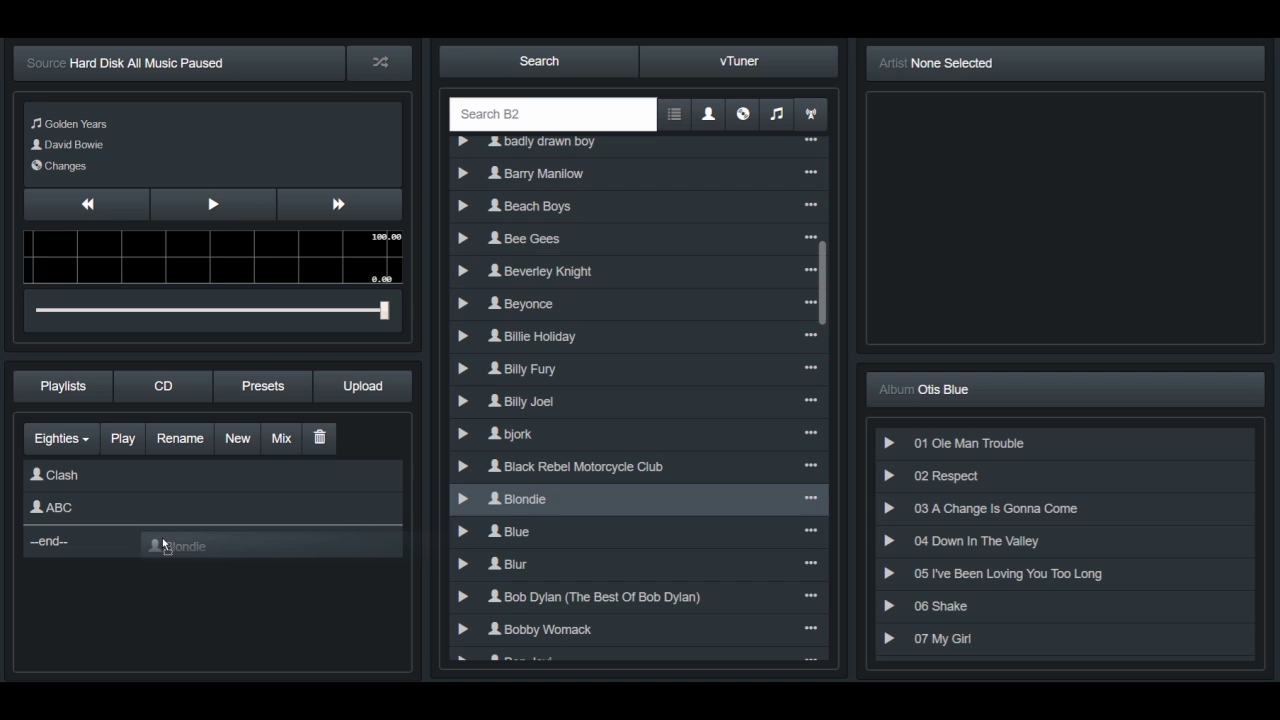 Source Hard Disk All Music Paused
Golden Years
David Bowie
Changes
100.00
0.00
Playlists CD Presets Upload
Eighties Play Rename New Mix
Clash
ABC
--end--
Blondie
Search vTuner
Search B2
badly drawn boy
Barry Manilow
Beach Boys
Bee Gees
Beverley Knight
Beyonce
Billie Holiday
Billy Fury
Billy Joel
bjork
Black Rebel Motorcycle Club
Blondie
Blue
Blur
Bob Dylan (The Best Of Bob Dylan)
Bobby Womack
Artist None Selected
Album Otis Blue
01 Ole Man Trouble
02 Respect
03 A Change Is Gonna Come
04 Down In The Valley
05 I've Been Loving You Too Long
06 Shake
07 My Girl